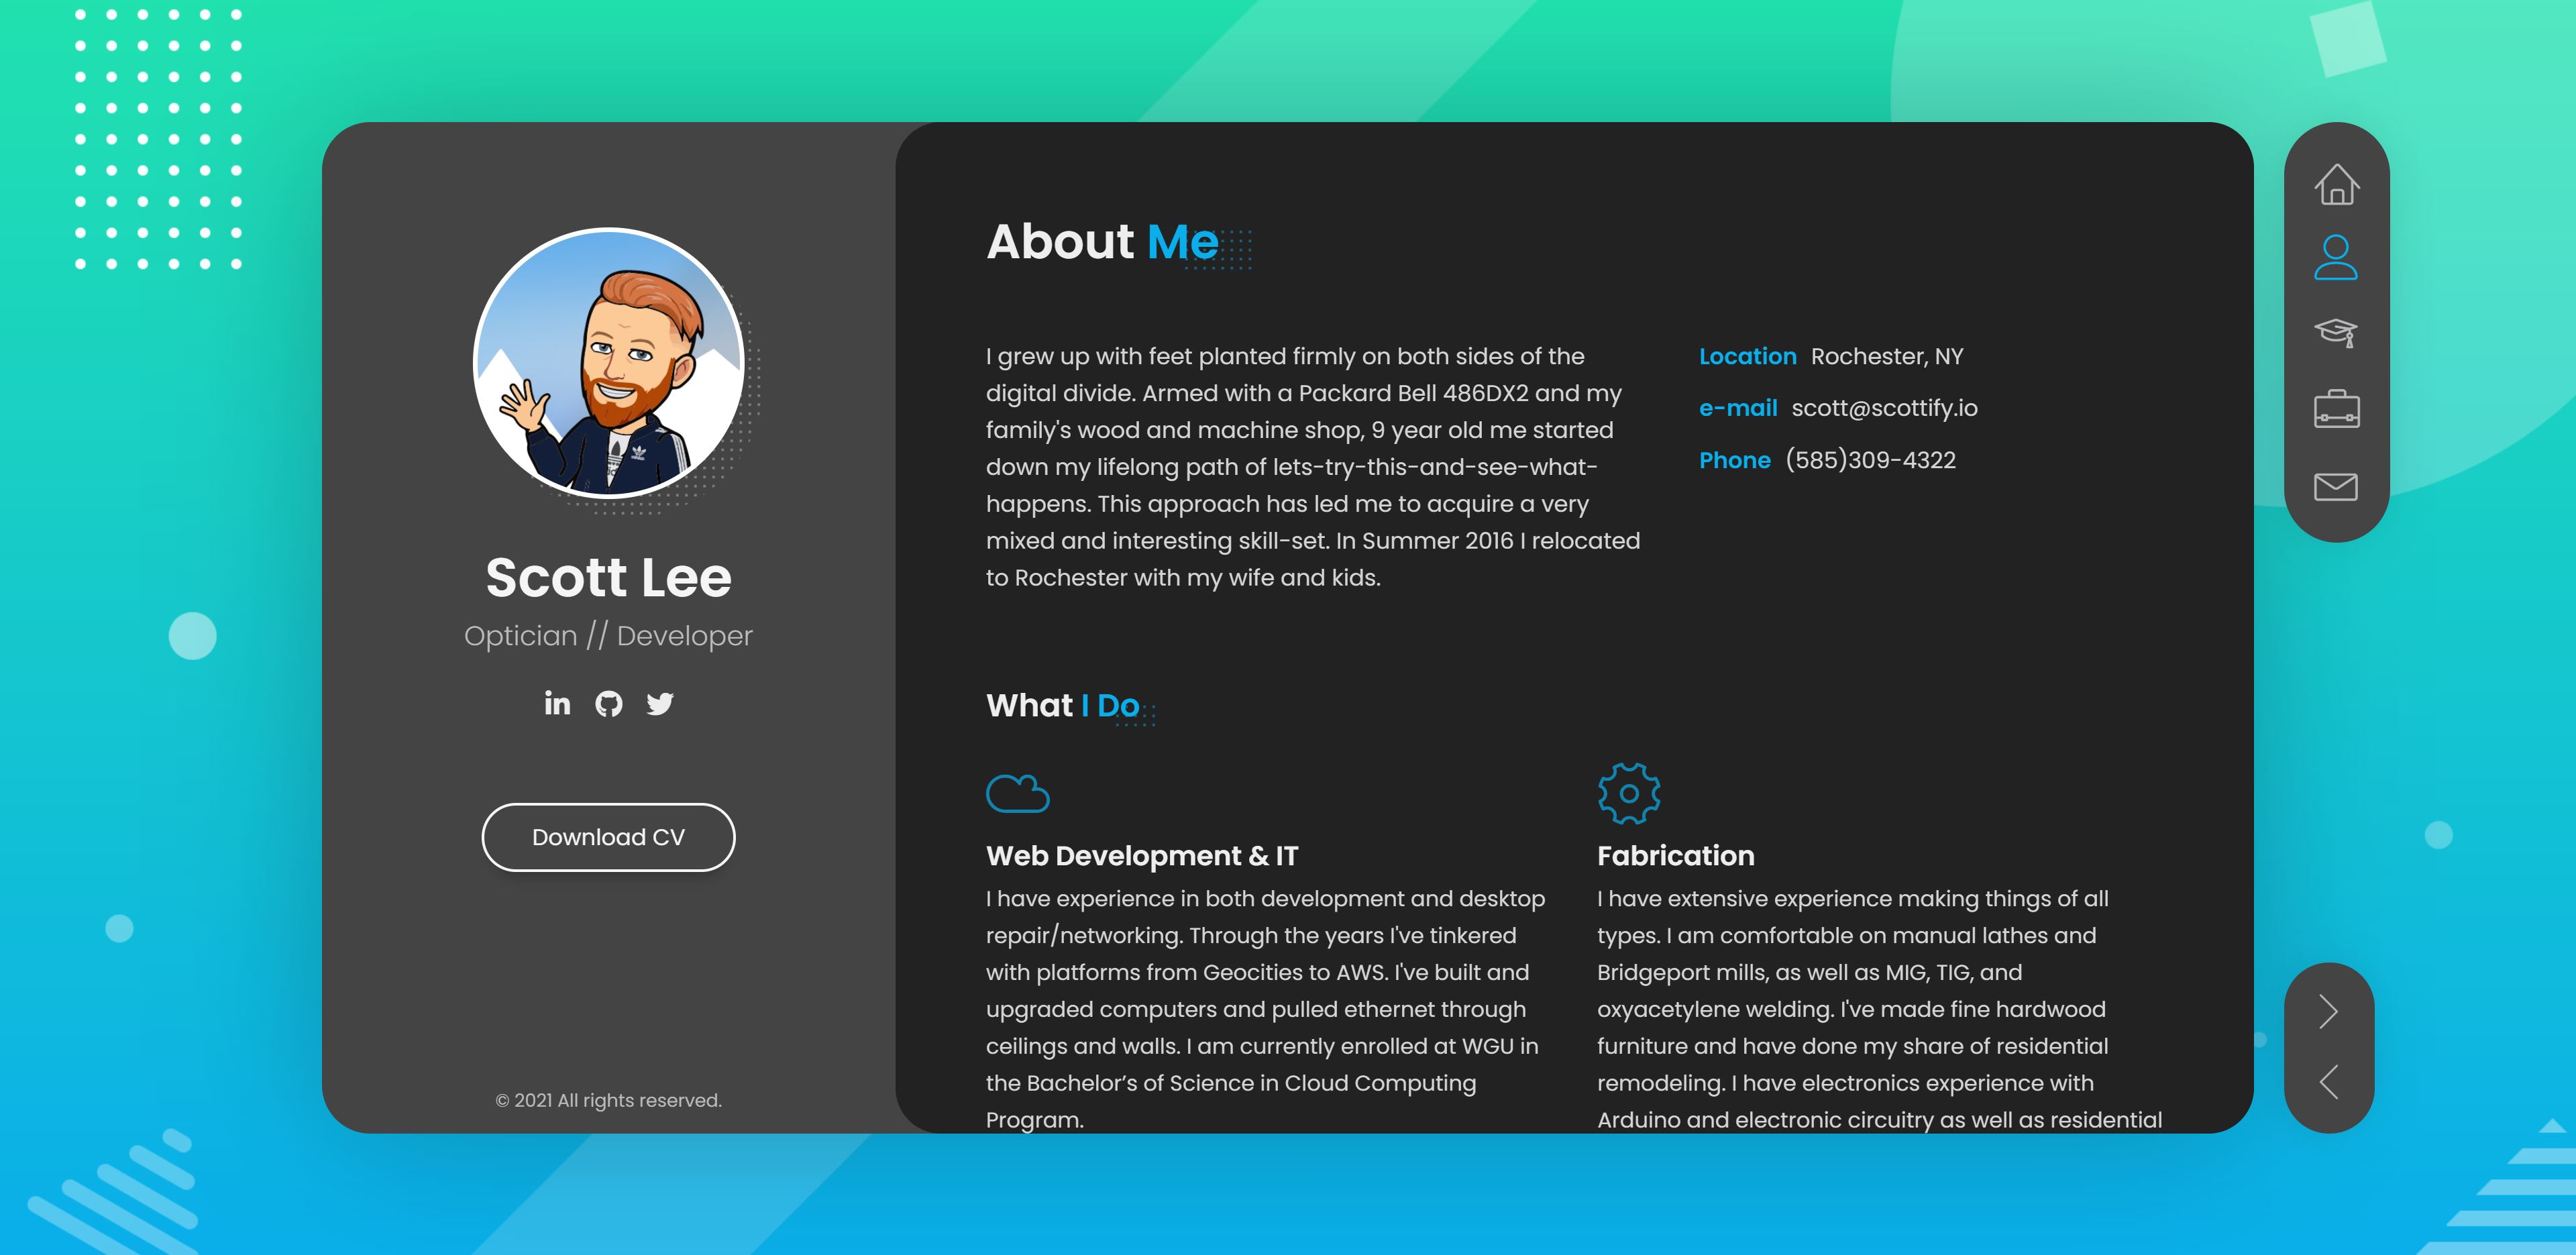 Scott Lee
Optician // Developer
in
Download CV
© 2021 All rights reserved.
About Me
I grew up with feet planted firmly on both sides of the
digital divide. Armed with a Packard Bell 486DX2 and my
family's wood and machine shop, 9 year old me started
down my lifelong path of lets-try-this-and-see-what-
happens. This approach has led me to acquire a very
mixed and interesting skill-set. In Summer 2016 I relocated
to Rochester with my wife and kids.
Location Rochester, NY
e-mail scott@scottify.io
Phone (585)309-4322
What I Do
Web Development & IT
I have experience in both development and desktop
repair/networking. Through the years I've tinkered
with platforms from Geocities to AWS. I've built and
upgraded computers and pulled ethernet through
ceilings and walls. I am currently enrolled at WGU in
the Bachelor’s of Science in Cloud Computing
Program.
Fabrication
I have extensive experience making things of all
types. I am comfortable on manual lathes and
Bridgeport mills, as well as MIG, TIG, and
oxyacetylene welding. I've made fine hardwood
furniture and have done my share of residential
remodeling. I have electronics experience with
Arduino and electronic circuitry as well as residential